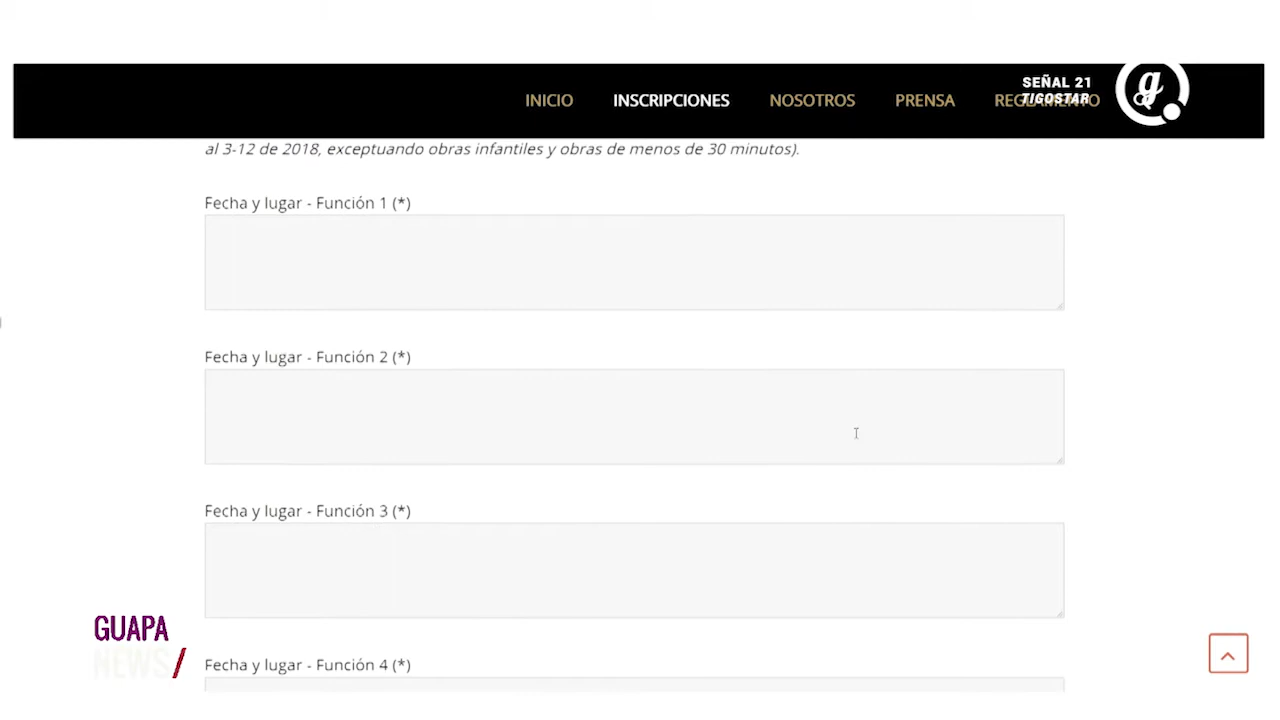 SEÑAL 21
TIGOSTAR
g
INICIO INSCRIPCIONES NOSOTROS PRENSA REGLAMENTO
al 3-12 de 2018, exceptuando obras infantiles y obras de menos de 30 minutos).
Fecha y lugar - Función 1 (*)
Fecha y lugar - Función 2 (*)
Fecha y lugar - Función 3 (*)
GUAPA
NEWS/
Fecha y lugar - Función 4 (*)